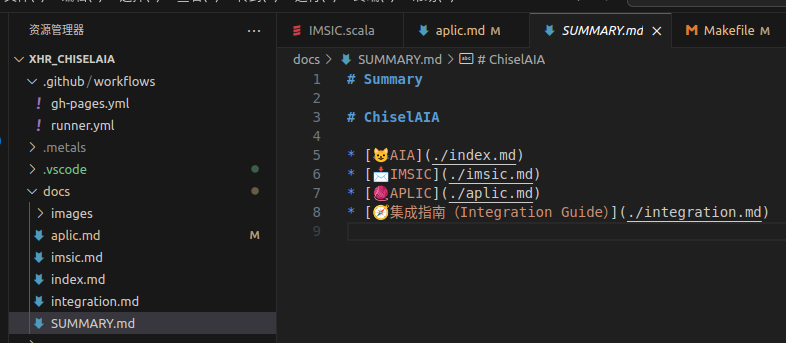 资源管理器
XHR_CHISELAIA
.github/workflows
gh-pages.yml
runner.yml
.metals
.vscode
docs
images
aplic.md M
imsic.md
index.md
integration.md
SUMMARY.md
IMSIC.scala
aplic.md M
SUMMARY.md
Makefile M
docs > SUMMARY.md > abc # ChiselAIA
1 # Summary
2
3 # ChiselAIA
4
5 * [😺AIA](./index.md)
6 * [📩IMSIC](./imsic.md)
7 * [🧶APLIC](./aplic.md)
8 * [🧭集成指南（Integration Guide）](./integration.md)
9